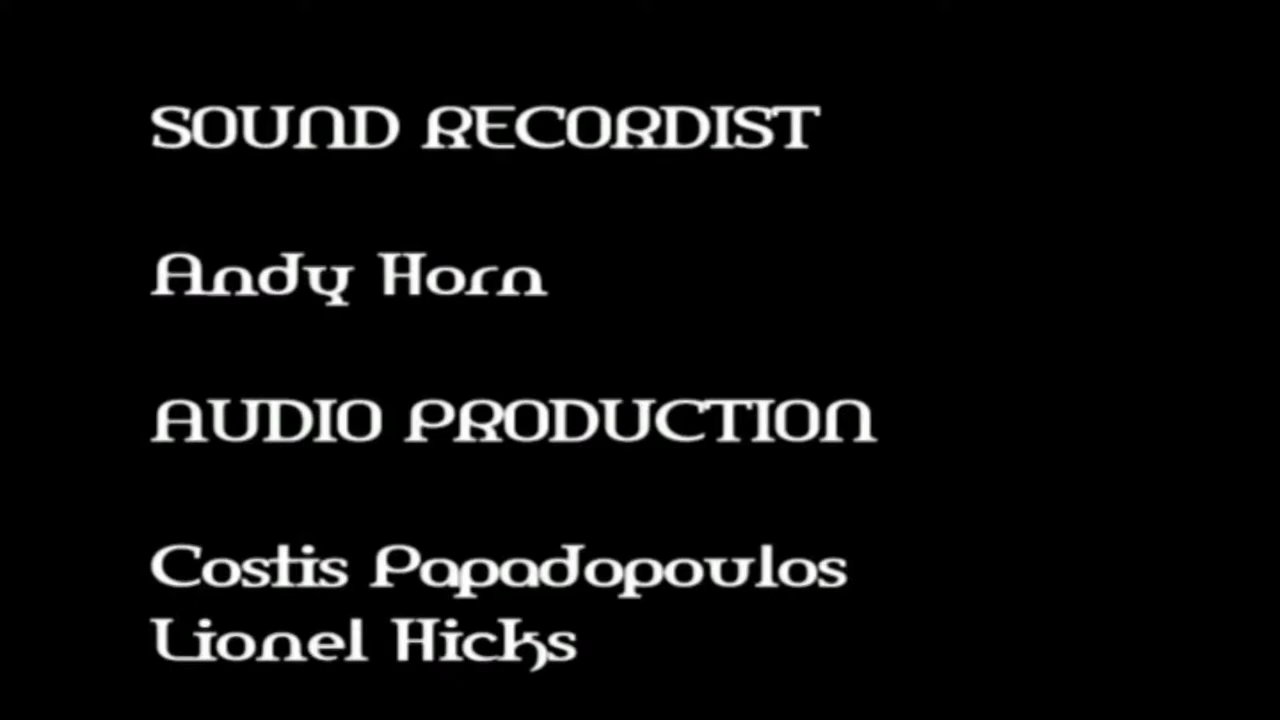 SOUND RECORDIST
Andy Horn
AUDIO PRODUCTION
Costis Papadopoulos
Lionel Hicks